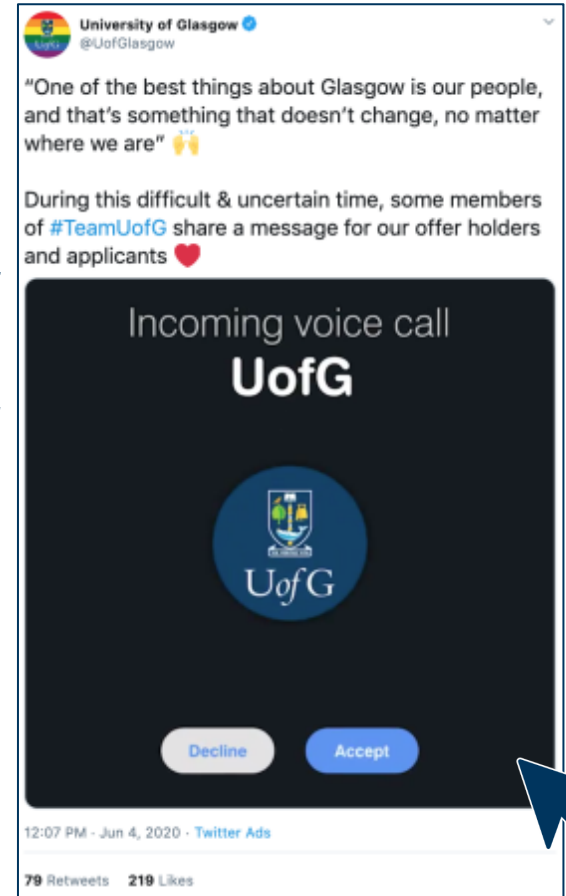 University of Glasgow
@UofGlasgow
“One of the best things about Glasgow is our people,
and that’s something that doesn’t change, no matter
where we are” 🙌
During this difficult & uncertain time, some members
of #TeamUofG share a message for our offer holders
and applicants ❤️
Incoming voice call
UofG
UofG
Decline
Accept
12:07 PM · Jun 4, 2020 · Twitter Ads
79 Retweets 219 Likes